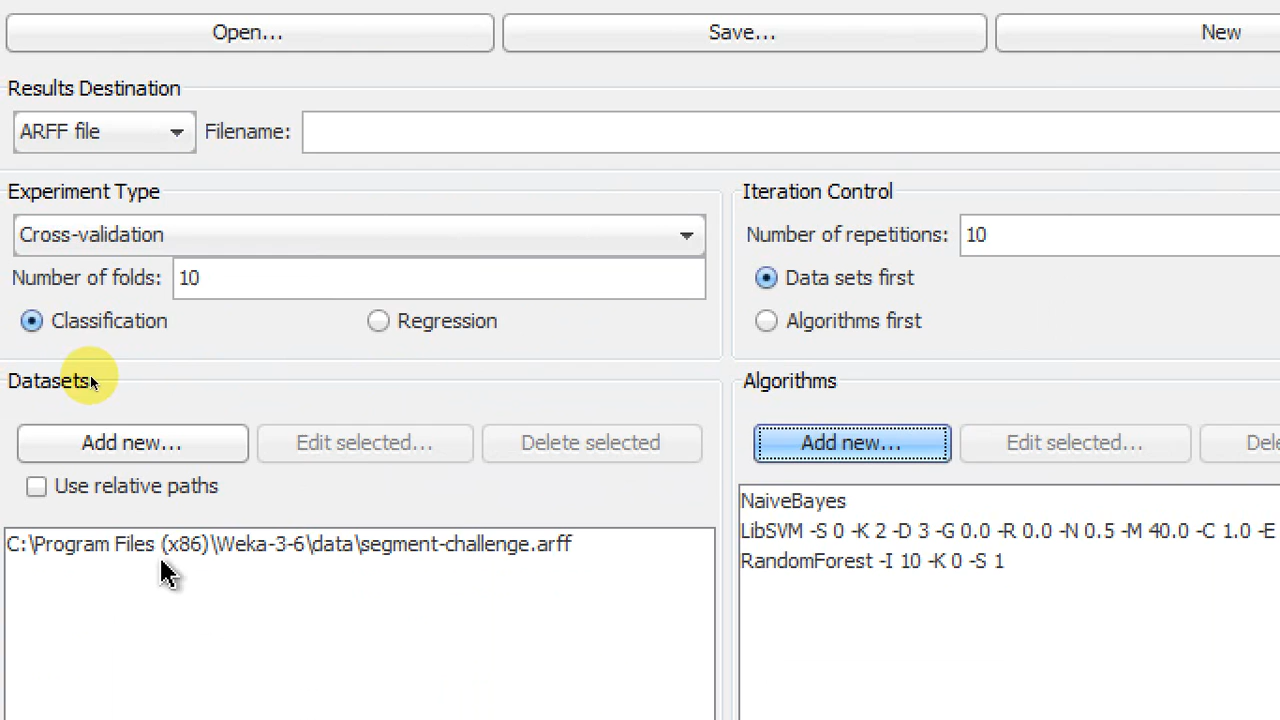 Open...
Save...
New
Results Destination
ARFF file
Filename:
Experiment Type
Cross-validation
Number of folds: 10
Classification
Regression
Iteration Control
Number of repetitions: 10
Data sets first
Algorithms first
Datasets
Add new...
Edit selected...
Delete selected
Use relative paths
C:\Program Files (x86)\Weka-3-6\data\segment-challenge.arff
Algorithms
Add new...
Edit selected...
Dele
NaiveBayes
LibSVM -S 0 -K 2 -D 3 -G 0.0 -R 0.0 -N 0.5 -M 40.0 -C 1.0 -E
RandomForest -I 10 -K 0 -S 1